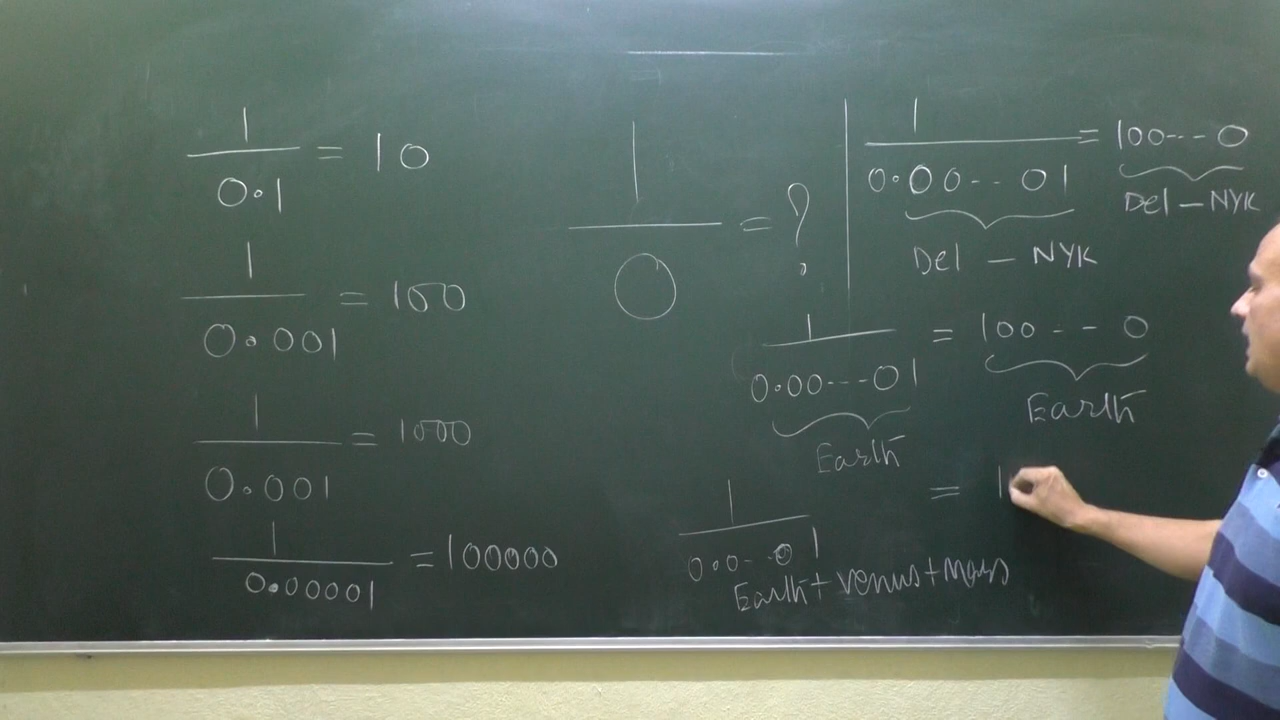 1
0.1 = 10
1
0.001 = 100
1
0.001 = 1000
1
0.00001 = 100000
1
0 = ?
1
0.00-- 01 = 100--- 0
Del - NYK
Del - NYK
1
0.00---01 = 100 -- - 0
Earth
Earth
1
0.0-- 01 = 1
Earth + Venus +